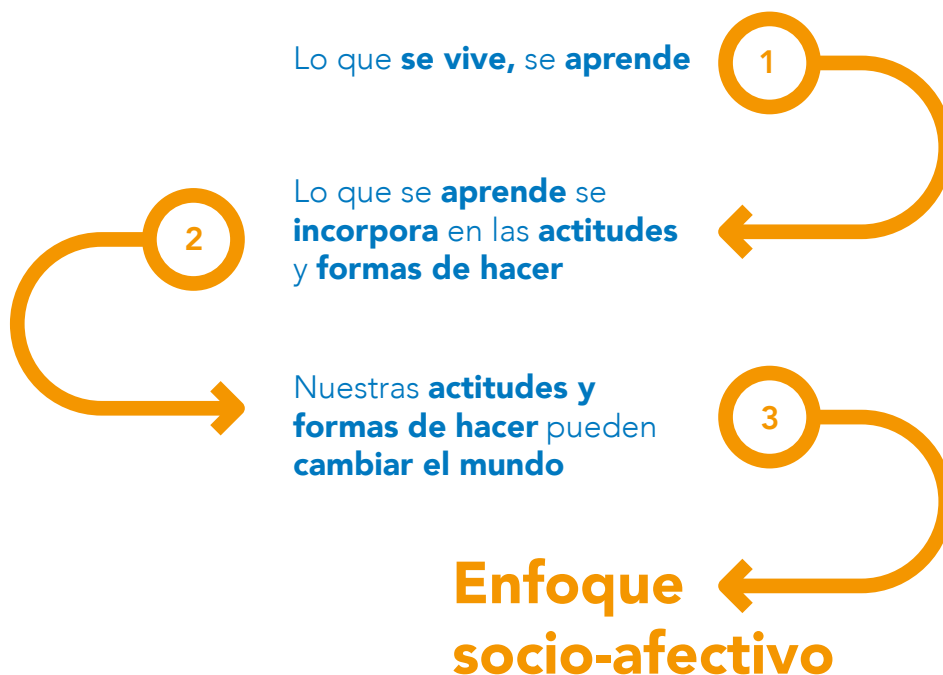 Lo que se vive, se aprende
1
2
Lo que se aprende se
incorpora en las actitudes
y formas de hacer
Nuestras actitudes y
formas de hacer pueden
cambiar el mundo
3
Enfoque
socio-afectivo